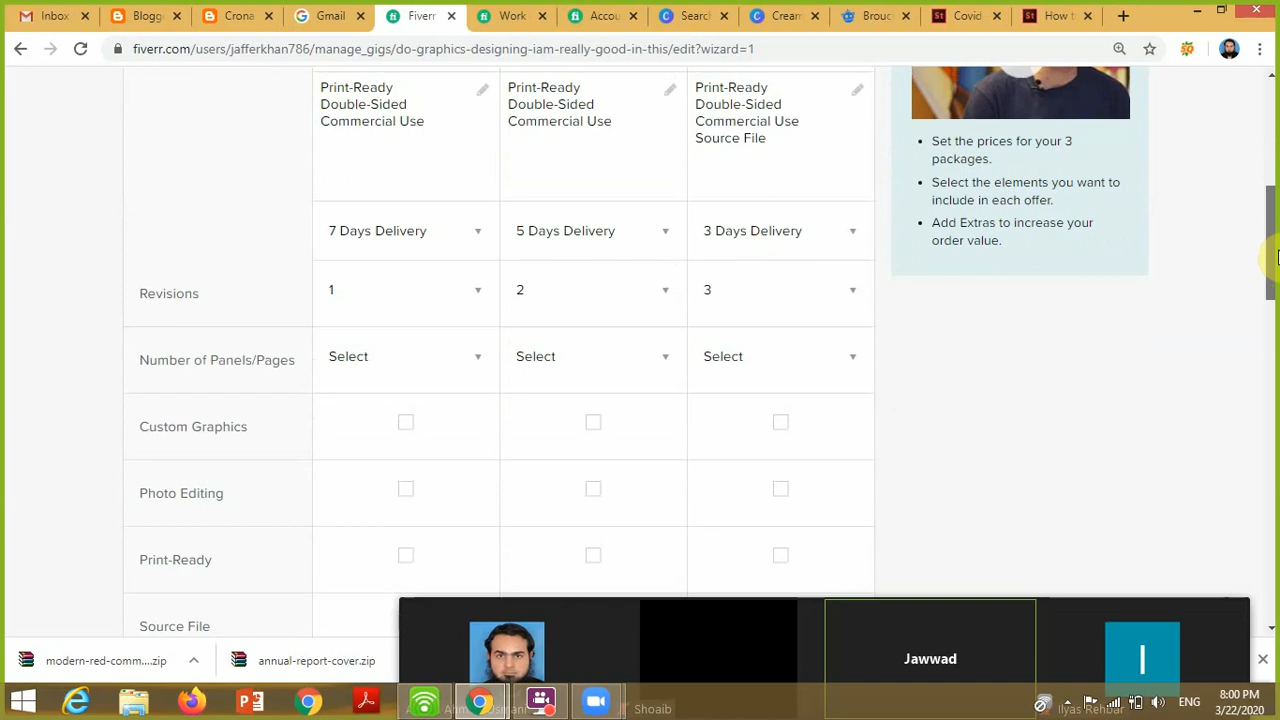 Inbox
Blogg
Crona
Gmail
Fiverr
Work
Accou
Searc
Cream
Brouc
Covid
How t
fiverr.com/users/jafferkhan786/manage_gigs/do-graphics-designing-iam-really-good-in-this/edit?wizard=1
Print-Ready
Double-Sided
Commercial Use
Print-Ready
Double-Sided
Commercial Use
Print-Ready
Double-Sided
Commercial Use
Source File
• Set the prices for your 3
packages.
• Select the elements you want to
include in each offer.
• Add Extras to increase your
order value.
7 Days Delivery
5 Days Delivery
3 Days Delivery
Revisions
1
2
3
Number of Panels/Pages
Select
Select
Select
Custom Graphics
Photo Editing
Print-Ready
Source File
Jawwad
I
modern-red-comm....zip
annual-report-cover.zip
Shoaib
Ilyas Rehbar
ENG
8:00 PM
3/22/2020